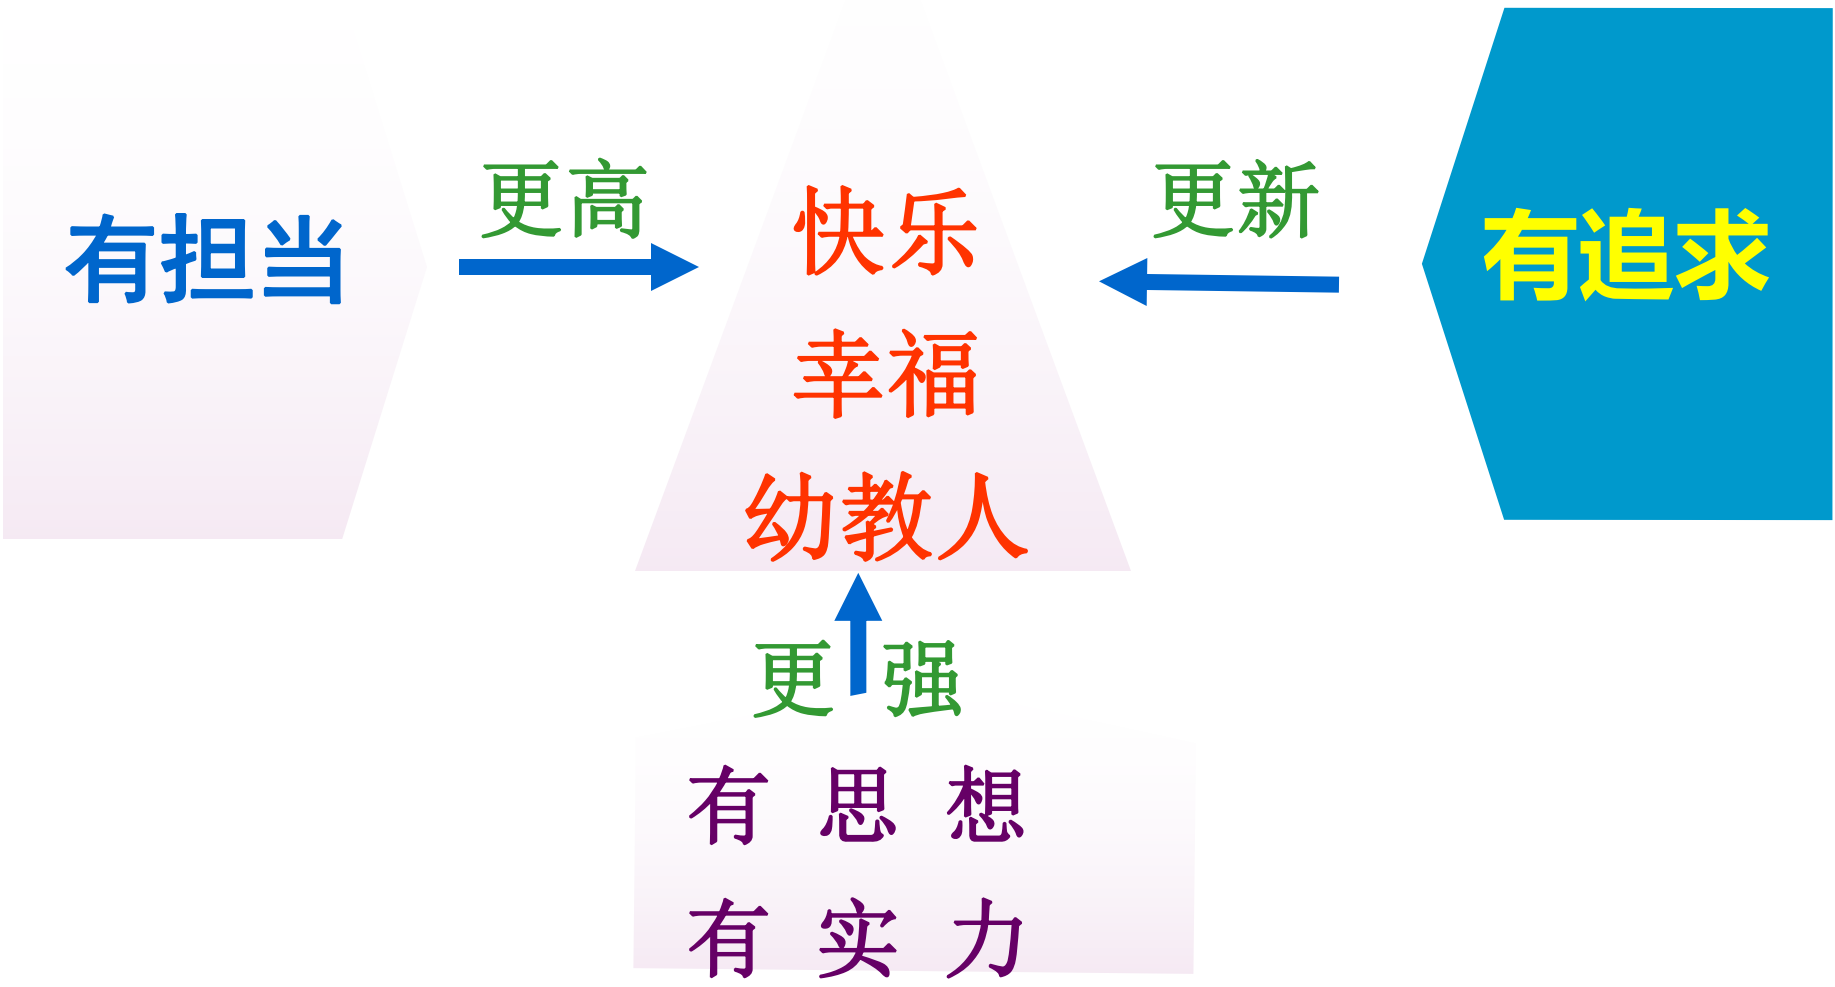 有担当
更高
快乐
幸福
幼教人
更新
有追求
更 强
有 思 想
有 实 力